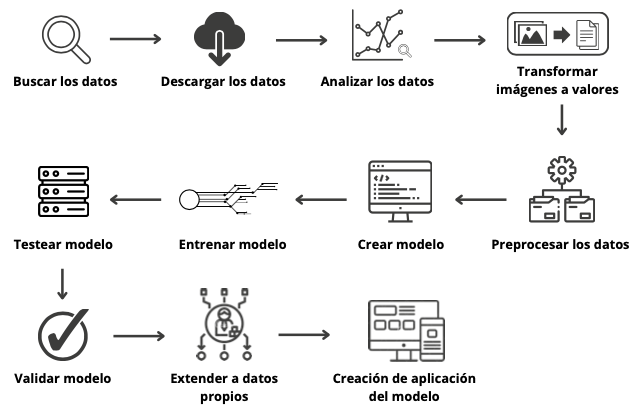 Buscar los datos
Descargar los datos
Analizar los datos
Transformar
imágenes a valores
Preprocesar los datos
Crear modelo
Entrenar modelo
Testear modelo
Validar modelo
Extender a datos
propios
Creación de aplicación
del modelo